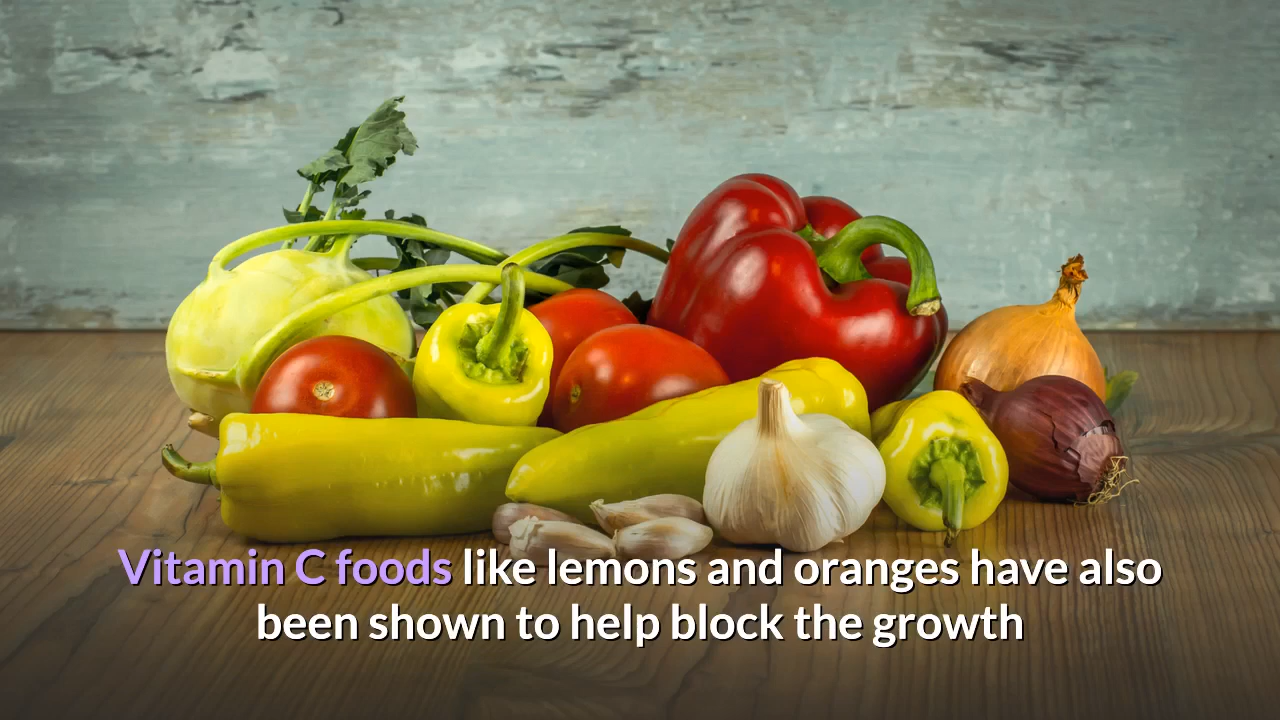 Vitamin C foods like lemons and oranges have also
been shown to help block the growth